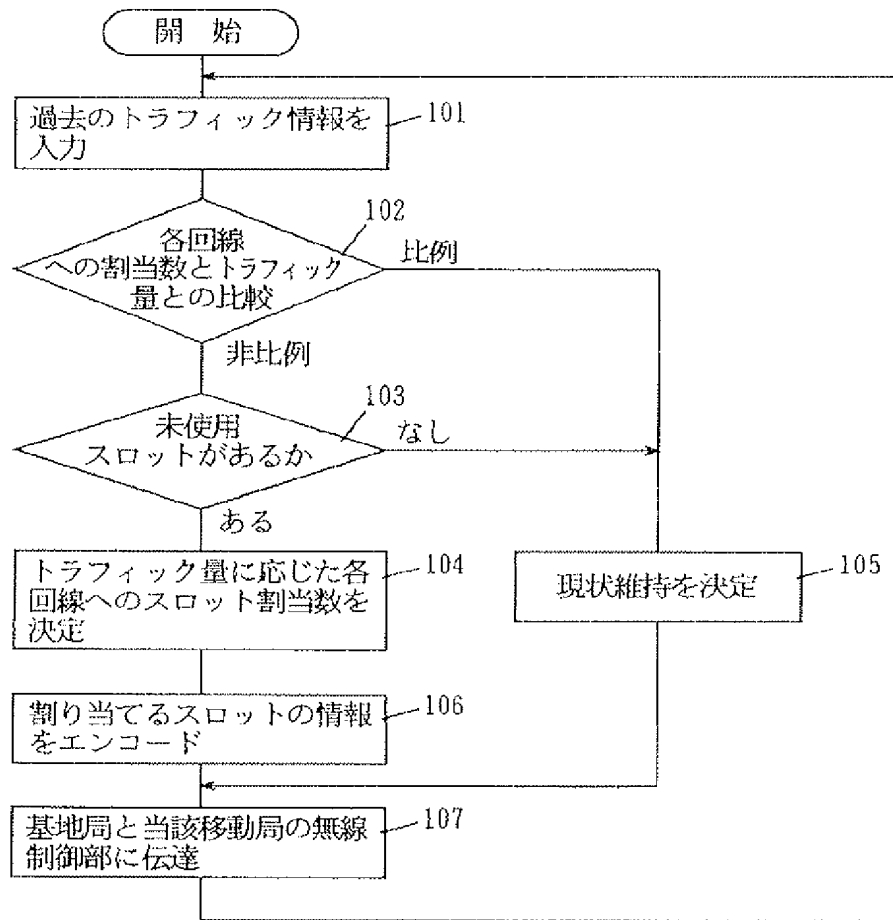 開 始
過去のトラフィック情報を
入力
101
102
各回線
への割当数とトラフィック
量との比較
比例
非比例
103
未使用
スロットがあるか
なし
ある
トラフィック量に応じた各
回線へのスロット割当数を
決定
104
現状維持を決定
105
割り当てるスロットの情報
をエンコード
106
基地局と当該移動局の無線
制御部に伝達
107